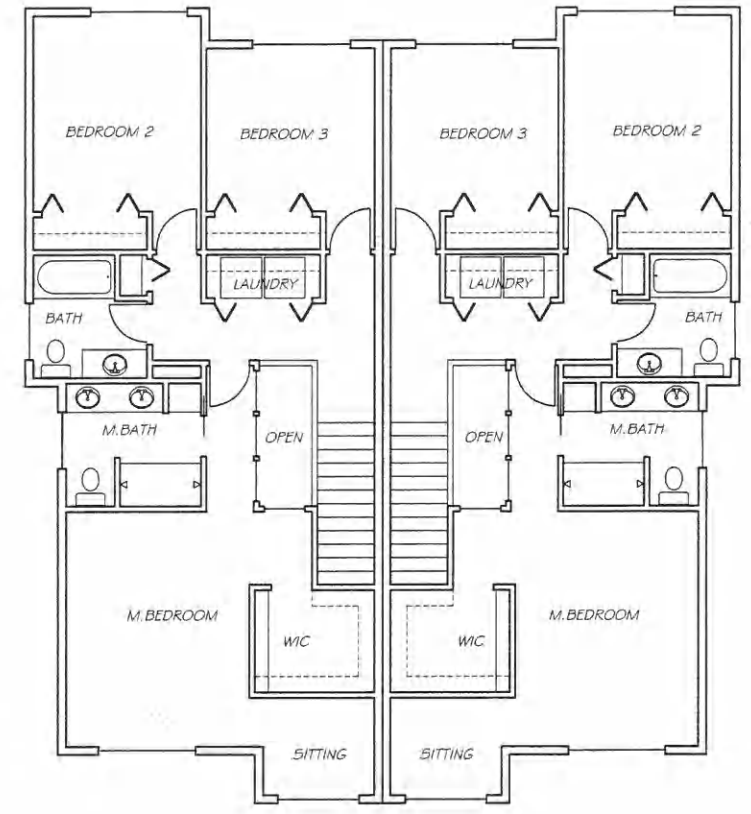 BEDROOM 2
BEDROOM 3
BEDROOM 3
BEDROOM 2
LAUNDRY
LAUNDRY
BATH
BATH
M.BATH
OPEN
OPEN
M.BATH
M.BEDROOM
WIC
WIC
M.BEDROOM
SITTING
SITTING